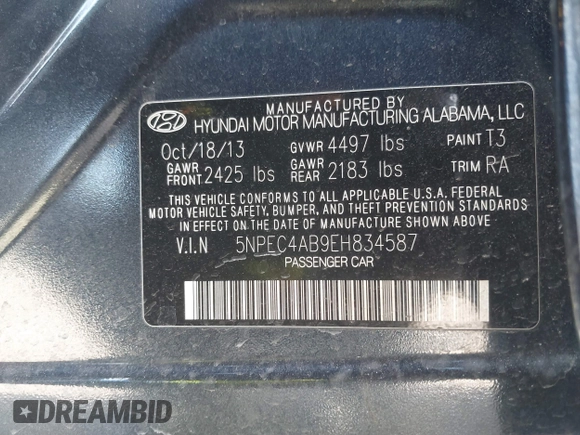 MANUFACTURED BY
HYUNDAI MOTOR MANUFACTURING ALABAMA, LLC
Oct/18/13 GVWR 4497 lbs PAINT T3
GAWR FRONT 2425 lbs GAWR REAR 2183 lbs TRIM RA
THIS VEHICLE CONFORMS TO ALL APPLICABLE U.S.A. FEDERAL
MOTOR VEHICLE SAFETY, BUMPER, AND THEFT PREVENTION STANDARDS
IN EFFECT ON THE DATE OF MANUFACTURE SHOWN ABOVE.
V.I.N 5NPEC4AB9EH834587
PASSENGER CAR
DREAMBID